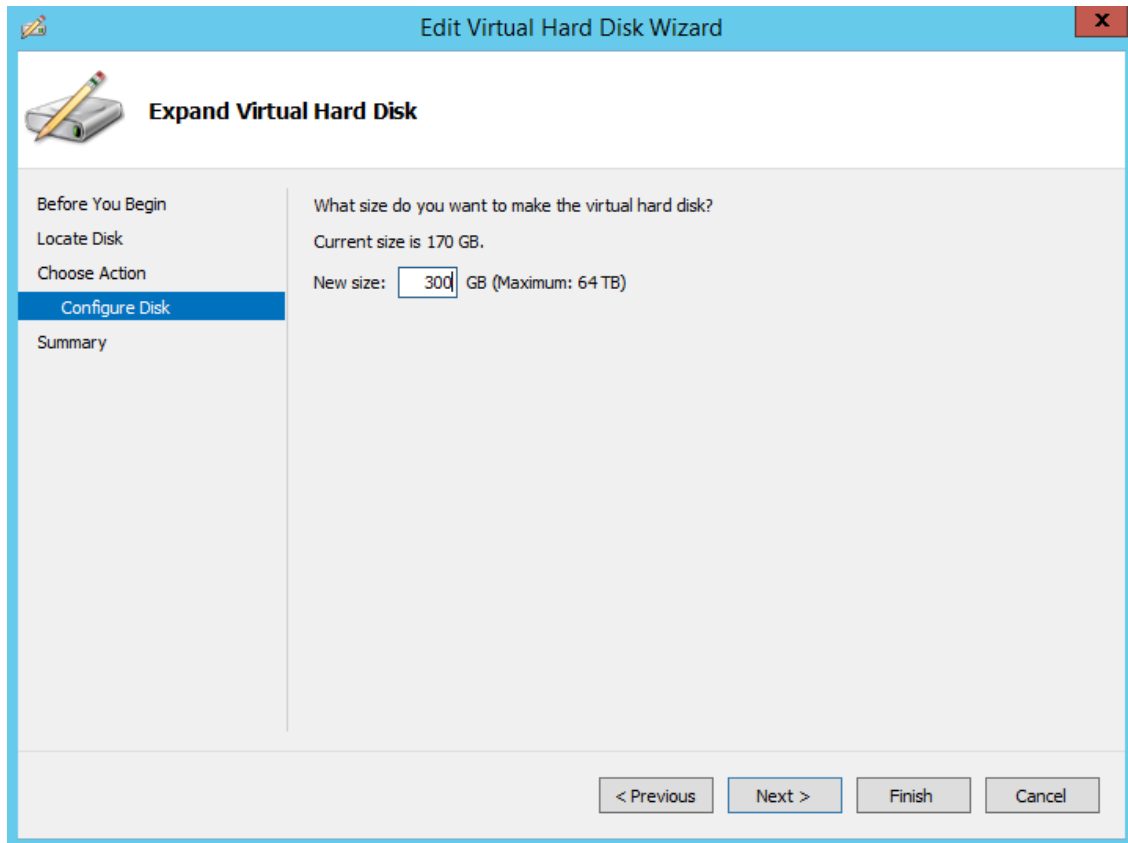 Edit Virtual Hard Disk Wizard
x
Expand Virtual Hard Disk
Before You Begin
Locate Disk
Choose Action
Configure Disk
Summary
What size do you want to make the virtual hard disk?
Current size is 170 GB.
New size: 300 GB (Maximum: 64 TB)
< Previous
Next >
Finish
Cancel